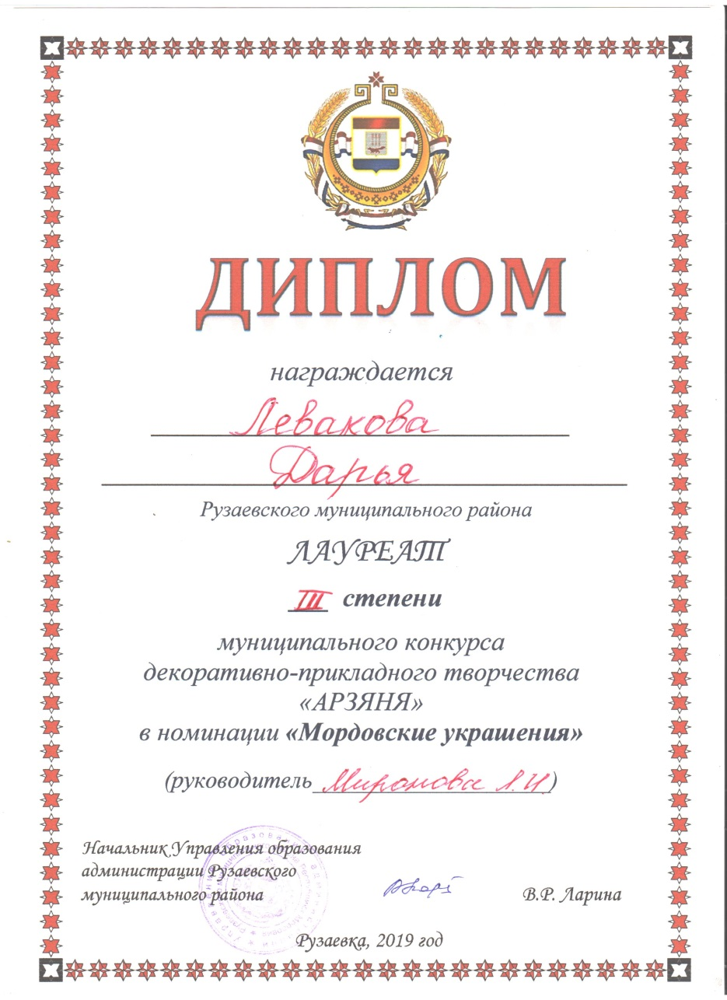 ДИПЛОМ
награждается
Левакова
Дарья
Рузаевского муниципального района
ЛАУРЕАТ
III степени
муниципального конкурса
декоративно-прикладного творчества
«АРЗЯНЯ»
в номинации «Мордовские украшения»
(руководитель Миронова Л.И.)
Начальник Управления образования
администрации Рузаевского
муниципального района В.Р. Ларина
Рузаевка, 2019 год